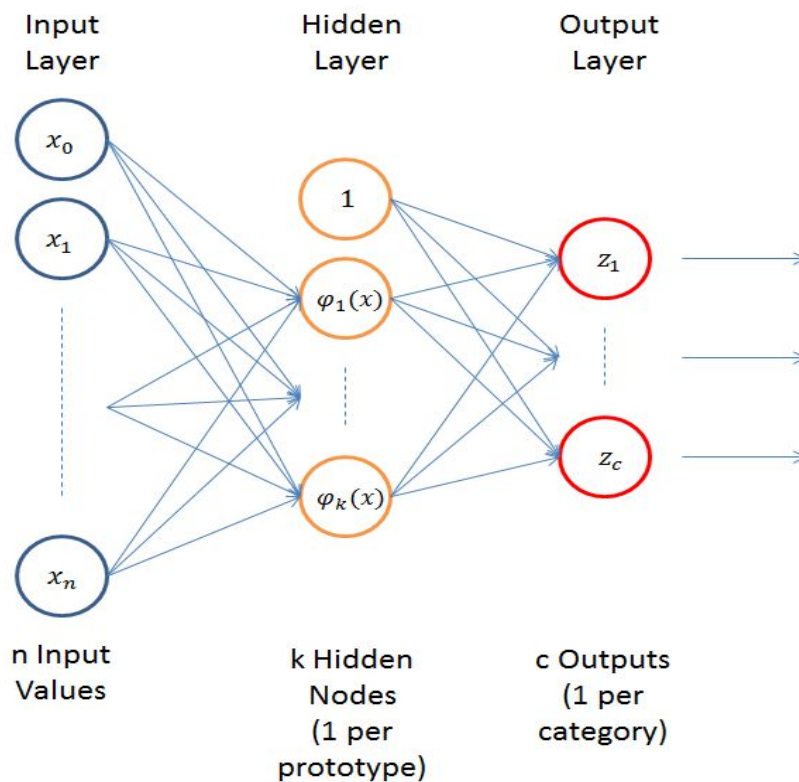 Input
Layer
Hidden
Layer
Output
Layer
x₀
x₁
xₙ
1
φ₁(x)
φₖ(x)
z₁
z_c
n Input
Values
k Hidden
Nodes
(1 per
prototype)
c Outputs
(1 per
category)